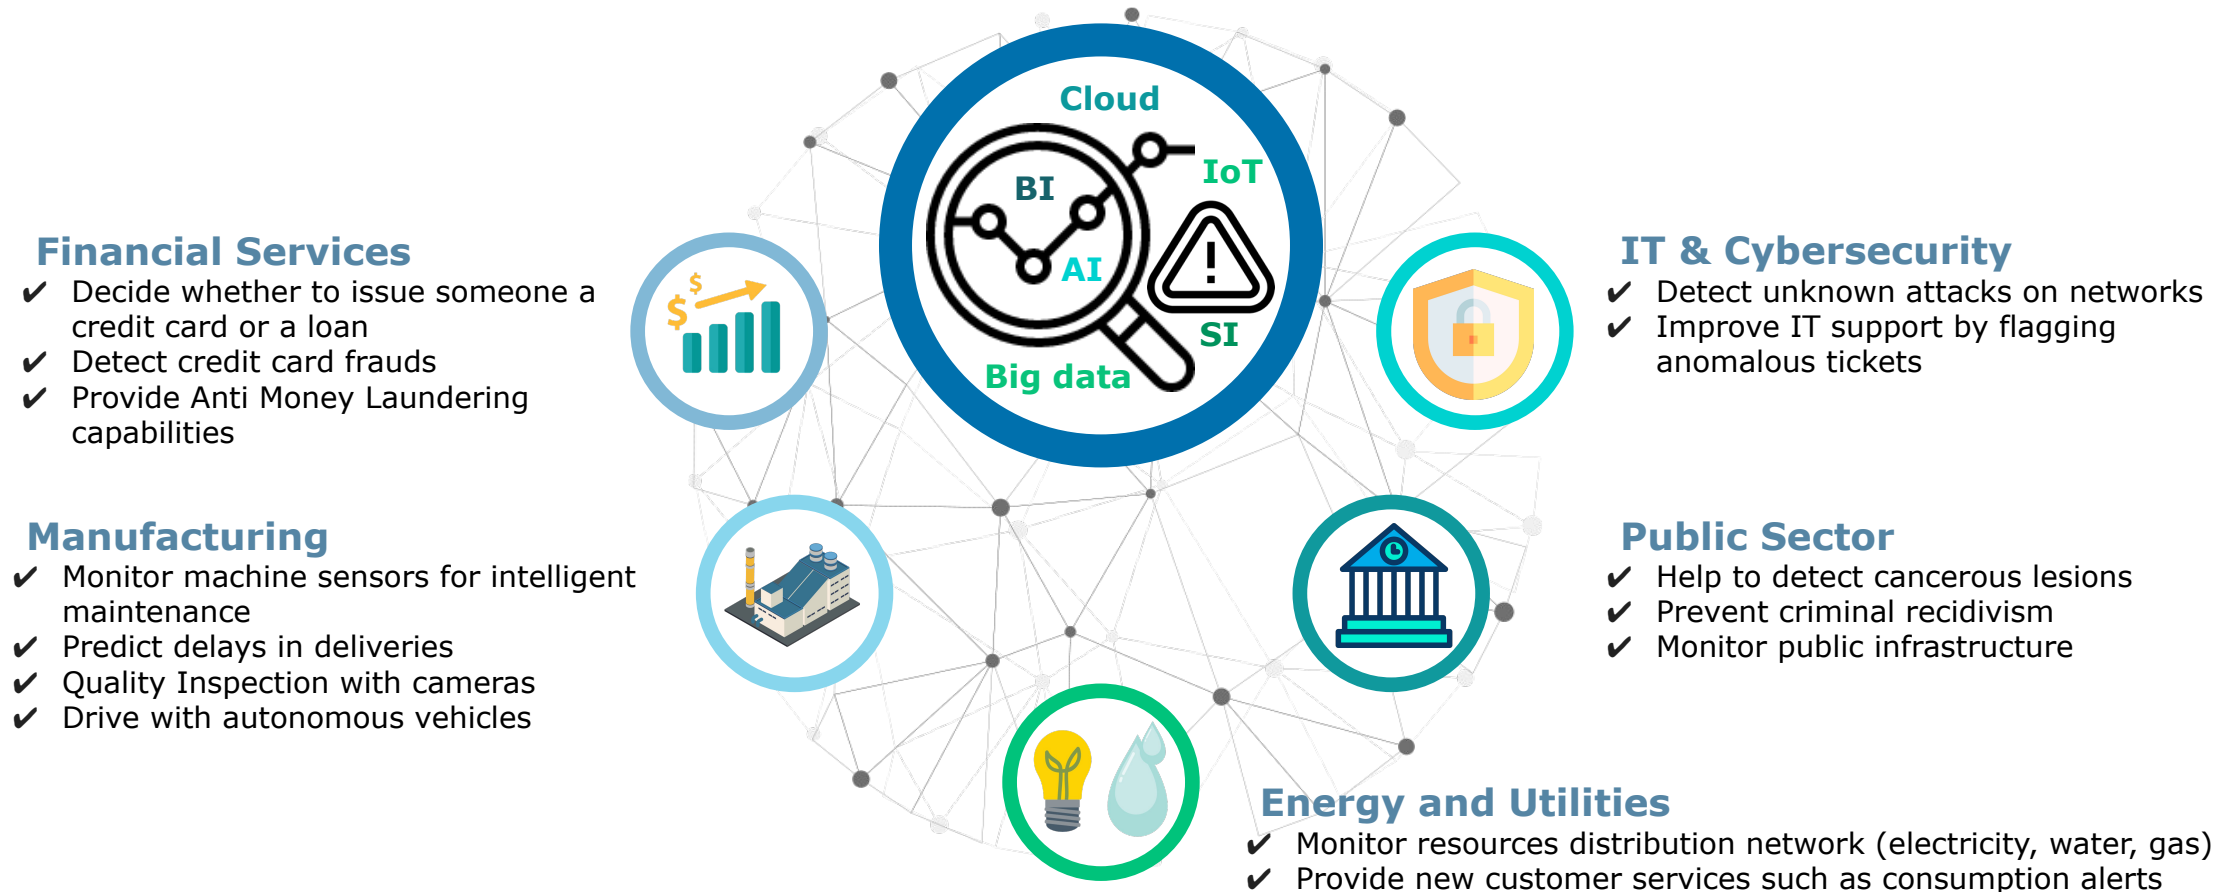 Cloud
IoT
BI
AI
SI
Big data
Financial Services
✔ Decide whether to issue someone a
credit card or a loan
✔ Detect credit card frauds
✔ Provide Anti Money Laundering
capabilities
Manufacturing
✔ Monitor machine sensors for intelligent
maintenance
✔ Predict delays in deliveries
✔ Quality Inspection with cameras
✔ Drive with autonomous vehicles
IT & Cybersecurity
✔ Detect unknown attacks on networks
✔ Improve IT support by flagging
anomalous tickets
Public Sector
✔ Help to detect cancerous lesions
✔ Prevent criminal recidivism
✔ Monitor public infrastructure
Energy and Utilities
✔ Monitor resources distribution network (electricity, water, gas)
✔ Provide new customer services such as consumption alerts